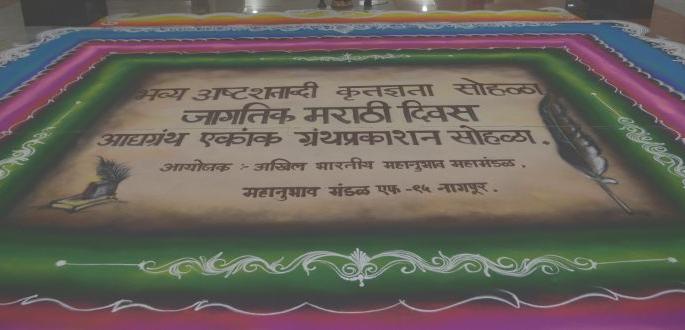 भव्य अष्टशताब्दी कृतज्ञता सोहळा
जागतिक मराठी दिवस
आद्यग्रंथ एकांक ग्रंथप्रकाशन सोहळा .
आयोजक :- अखिल भारतीय महानुभाव महामंडळ .
महानुभाव मंडळ एफ -१५ नागपूर .